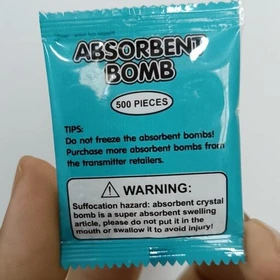 ABSORBENT
BOMB
500 PIECES
TIPS:
Do not freeze the absorbent bombs!
Purchase more absorbent bombs from
the transmitter retailers.
WARNING:
Suffocation hazard: absorbent crystal
bomb is a super absorbent swelling
article, please do not put it in the
mouth or swallow it to avoid injury!